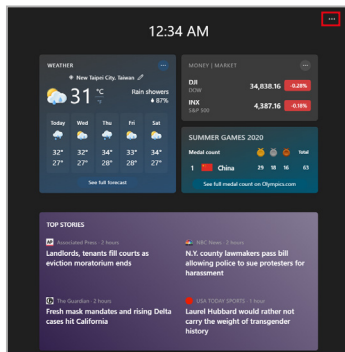 12:34 AM
WEATHER
New Taipei City, Taiwan
31 °C
°F
Rain showers
87%
Today Wed Thu Fri Sat
32° 32° 33° 33° 34°
27° 27° 28° 28° 27°
See full forecast
MONEY | MARKET
DJI
DOW
34,838.16
-0.28%
INX
S&P 500
4,387.16
-0.18%
SUMMER GAMES 2020
Medal count
Total
1 China 29 18 16 63
See full medal count on Olympics.com
TOP STORIES
AP Associated Press · 2 hours
Landlords, tenants fill courts as
eviction moratorium ends
NBC News · 2 hours
N.Y. county lawmakers pass bill
allowing police to sue protesters for
harassment
The Guardian · 2 hours
Fresh mask mandates and rising Delta
cases hit California
USA TODAY SPORTS · 1 hour
Laurel Hubbard would rather not
carry the weight of transgender
history